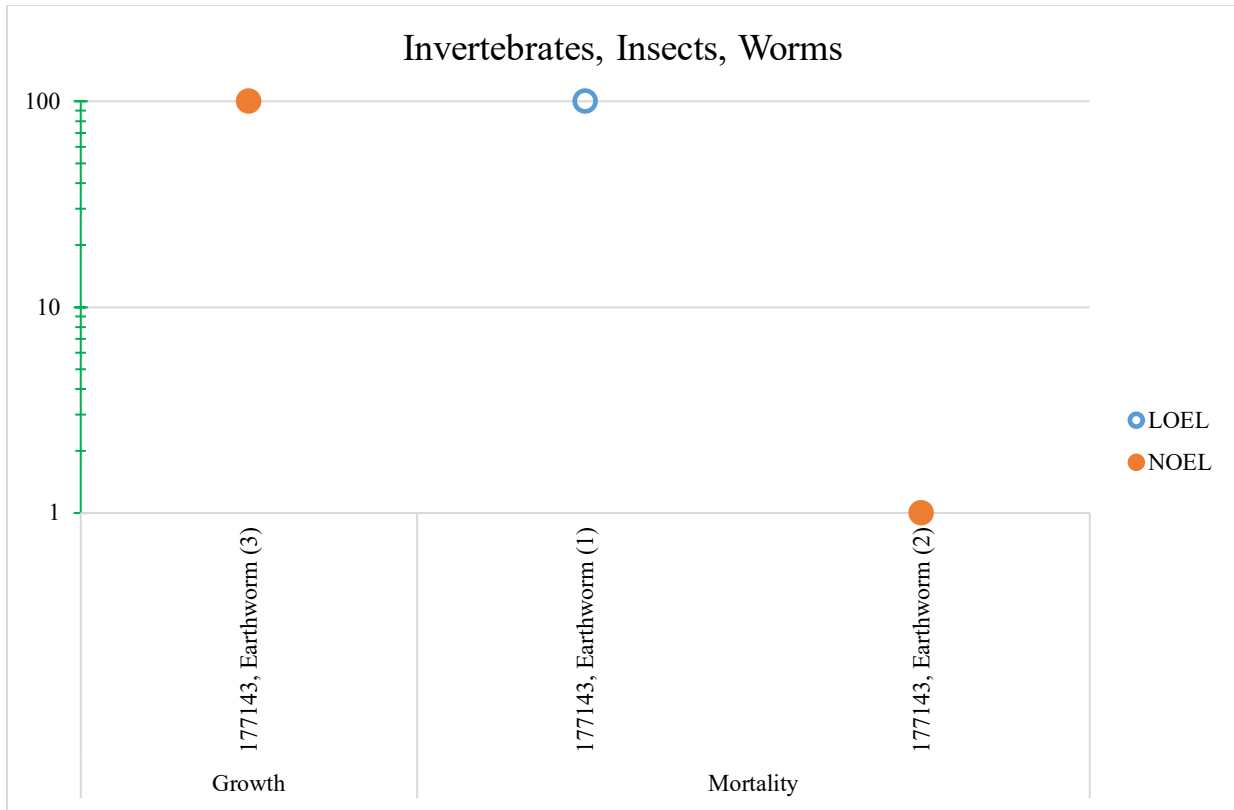 Invertebrates, Insects, Worms
100
10
1
LOEL
NOEL
177143, Earthworm (3)
177143, Earthworm (1)
177143, Earthworm (2)
Growth
Mortality